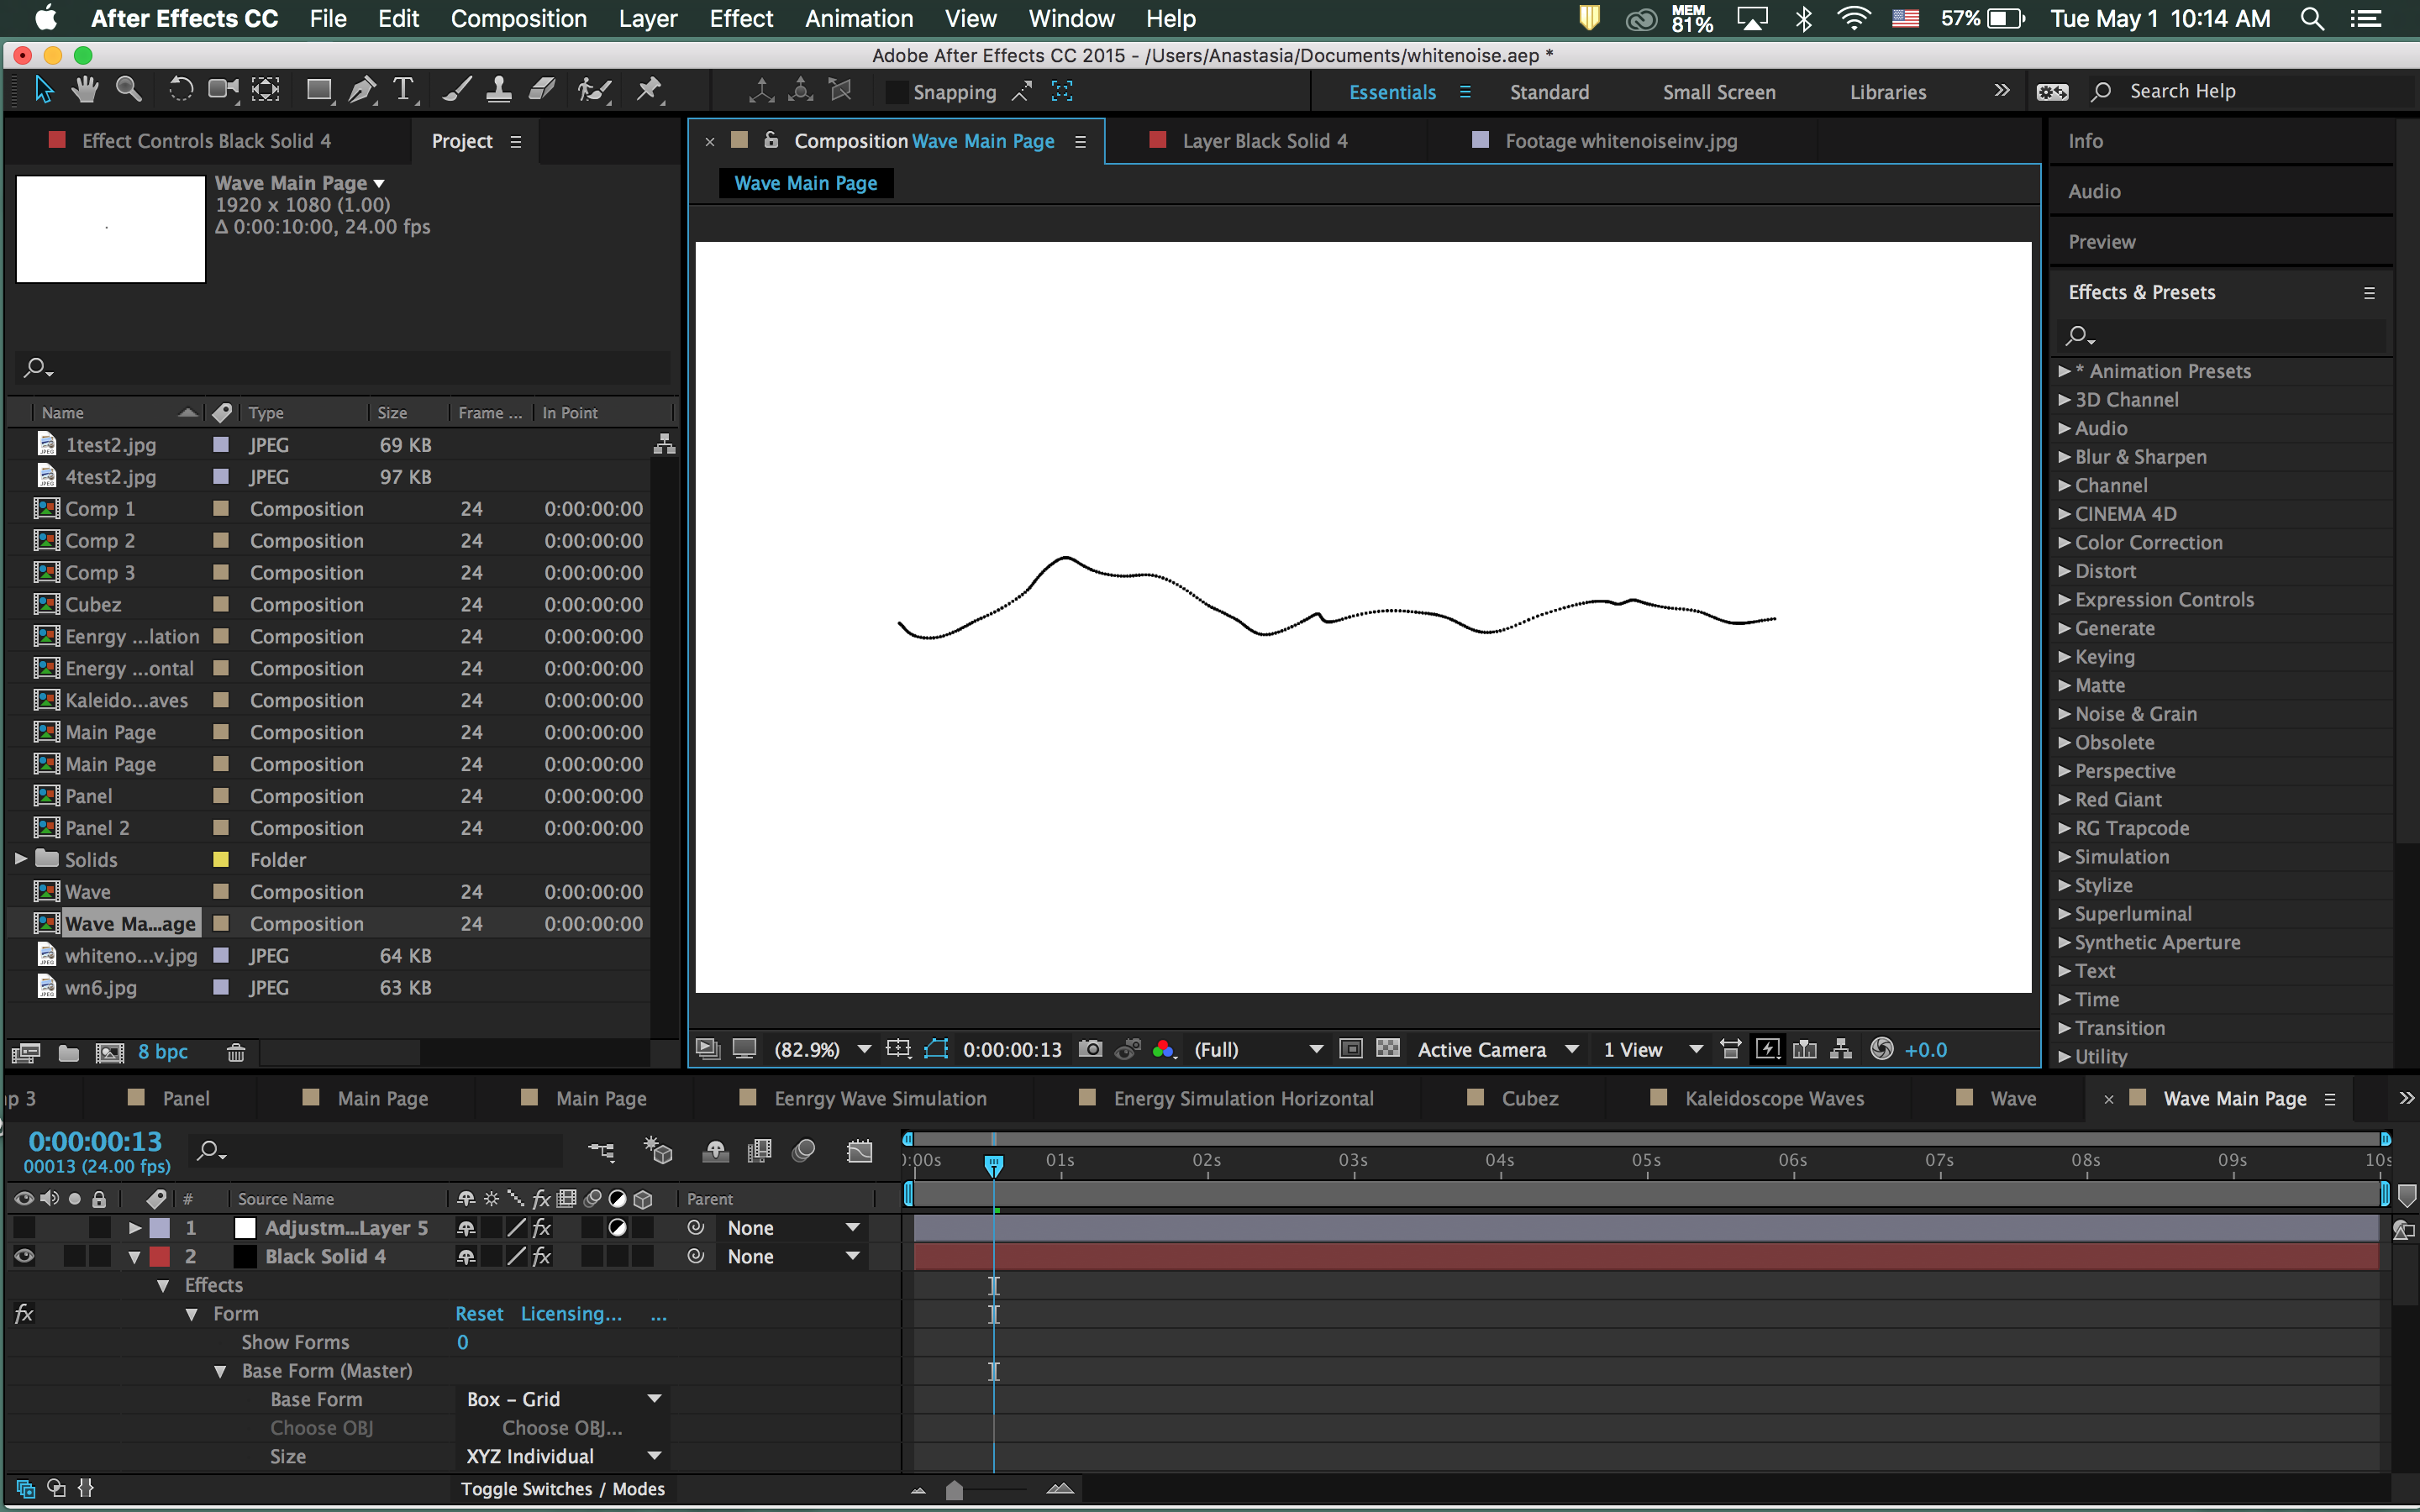 After Effects CC File Edit Composition Layer Effect Animation View Window Help MEM 81% 57% Tue May 1 10:14 AM
Adobe After Effects CC 2015 - /Users/Anastasia/Documents/whitenoise.aep *
Snapping Essentials Standard Small Screen Libraries Search Help
Effect Controls Black Solid 4 Project
Wave Main Page
1920 x 1080 (1.00)
Δ 0:00:10:00, 24.00 fps
Name Type Size Frame ... In Point
1test2.jpg JPEG 69 KB
4test2.jpg JPEG 97 KB
Comp 1 Composition 24 0:00:00:00
Comp 2 Composition 24 0:00:00:00
Comp 3 Composition 24 0:00:00:00
Cubez Composition 24 0:00:00:00
Eenrgy ...lation Composition 24 0:00:00:00
Energy ...ontal Composition 24 0:00:00:00
Kaleido...aves Composition 24 0:00:00:00
Main Page Composition 24 0:00:00:00
Main Page Composition 24 0:00:00:00
Panel Composition 24 0:00:00:00
Panel 2 Composition 24 0:00:00:00
Solids Folder
Wave Composition 24 0:00:00:00
Wave Ma...age Composition 24 0:00:00:00
whiteno...v.jpg JPEG 64 KB
wn6.jpg JPEG 63 KB
8 bpc
Composition Wave Main Page Layer Black Solid 4 Footage whitenoiseinv.jpg
Wave Main Page
(82.9%) 0:00:00:13 (Full) Active Camera 1 View +0.0
Info
Audio
Preview
Effects & Presets
* Animation Presets
3D Channel
Audio
Blur & Sharpen
Channel
CINEMA 4D
Color Correction
Distort
Expression Controls
Generate
Keying
Matte
Noise & Grain
Obsolete
Perspective
Red Giant
RG Trapcode
Simulation
Stylize
Superluminal
Synthetic Aperture
Text
Time
Transition
Utility
p 3 Panel Main Page Main Page Eenrgy Wave Simulation Energy Simulation Horizontal Cubez Kaleidoscope Waves Wave Wave Main Page
0:00:00:13
00013 (24.00 fps)
:00s 01s 02s 03s 04s 05s 06s 07s 08s 09s 10s
# Source Name fx Parent
1 Adjustm...Layer 5 fx None
2 Black Solid 4 fx None
Effects
fx Form Reset Licensing... ...
Show Forms 0
Base Form (Master)
Base Form Box – Grid
Choose OBJ Choose OBJ...
Size XYZ Individual
Toggle Switches / Modes